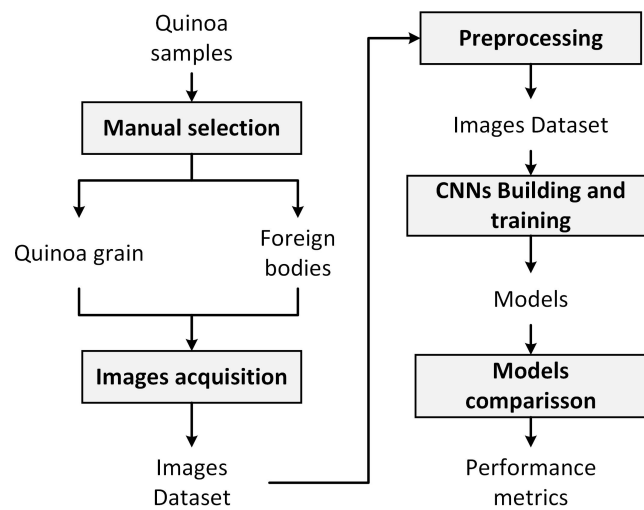 Quinoa
samples
Manual selection
Quinoa grain
Foreign
bodies
Images acquisition
Images
Dataset
Preprocessing
Images Dataset
CNNs Building and
training
Models
Models
comparisson
Performance
metrics